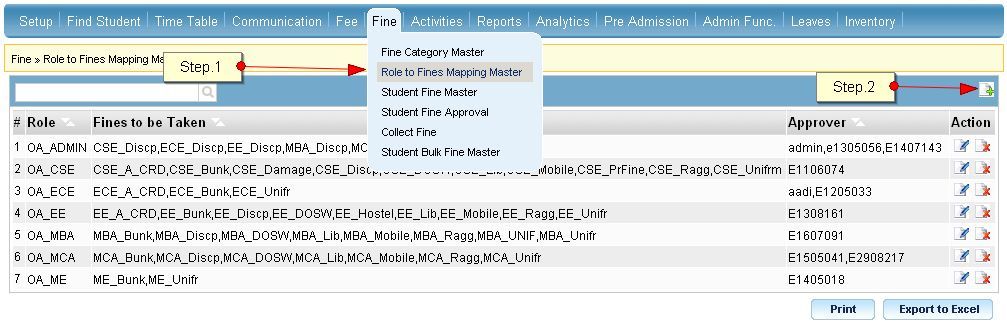 Setup Find Student Time Table Communication Fee Fine Activities Reports Analytics Pre Admission Admin Func. Leaves Inventory
Fine Category Master
Role to Fines Mapping Master
Student Fine Master
Student Fine Approval
Collect Fine
Student Bulk Fine Master
Fine » Role to Fines Mapping Ma
Step.1
Step.2
# Role Fines to be Taken Approver Action
1 OA_ADMIN CSE_Discp,ECE_Discp,EE_Discp,MBA_Discp, admin,e1305056,E1407143
2 OA_CSE CSE_A_CRD,CSE_Bunk,CSE_Damage,CSE_Discp,CSE_DOSW,CSE_Lib,CSE_Mobile,CSE_PrFine,CSE_Ragg,CSE_Unifrm E1106074
3 OA_ECE ECE_A_CRD,ECE_Bunk,ECE_Unifr aadi,E1205033
4 OA_EE EE_A_CRD,EE_Bunk,EE_Discp,EE_DOSW,EE_Hostel,EE_Lib,EE_Mobile,EE_Ragg,EE_Unifr E1308161
5 OA_MBA MBA_Bunk,MBA_Discp,MBA_DOSW,MBA_Lib,MBA_Mobile,MBA_Ragg,MBA_UNIF,MBA_Unifr E1607091
6 OA_MCA MCA_Bunk,MCA_Discp,MCA_DOSW,MCA_Lib,MCA_Mobile,MCA_Ragg,MCA_Unifr E1505041,E2908217
7 OA_ME ME_Bunk,ME_Unifr E1405018
Print Export to Excel